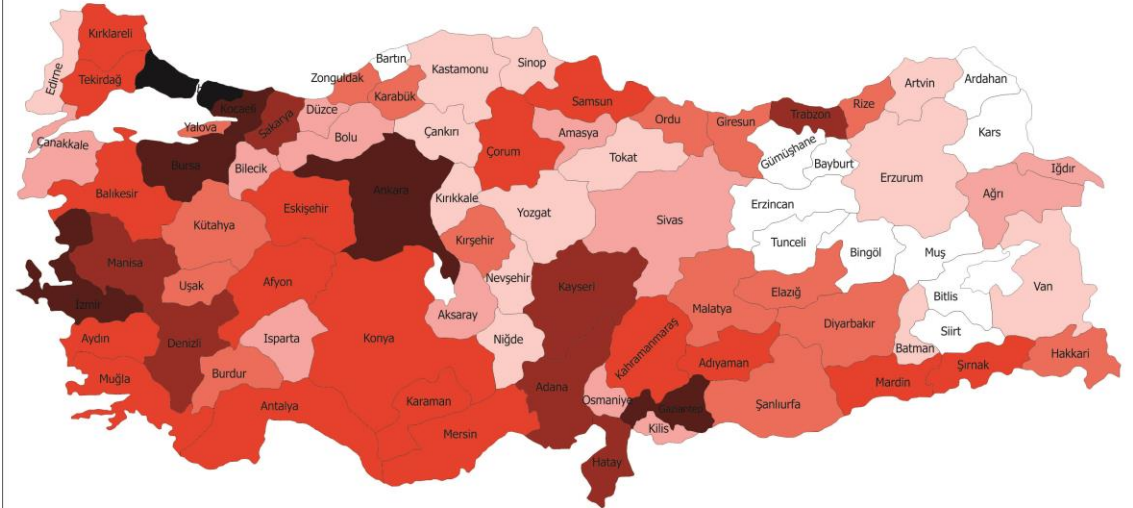 Kırklareli
Edirne
Tekirdağ
Kocaeli
Sakarya
Yalova
Düzce
Zonguldak
Bartın
Karabük
Kastamonu
Sinop
Samsun
Ordu
Giresun
Trabzon
Rize
Artvin
Ardahan
Kars
Çanakkale
Balıkesir
Bursa
Bilecik
Bolu
Çankırı
Çorum
Amasya
Tokat
Gümüşhane
Bayburt
Erzurum
Iğdır
Ağrı
Kütahya
Eskişehir
Ankara
Kırıkkale
Yozgat
Sivas
Erzincan
Tunceli
Bingöl
Muş
Kırşehir
Nevşehir
Manisa
Uşak
Afyon
İzmir
Aydın
Denizli
Isparta
Burdur
Konya
Aksaray
Niğde
Kayseri
Malatya
Elazığ
Diyarbakır
Bitlis
Van
Siirt
Batman
Hakkari
Şırnak
Mardin
Muğla
Antalya
Karaman
Mersin
Adana
Kahramanmaraş
Adıyaman
Şanlıurfa
Osmaniye
Gaziantep
Kilis
Hatay